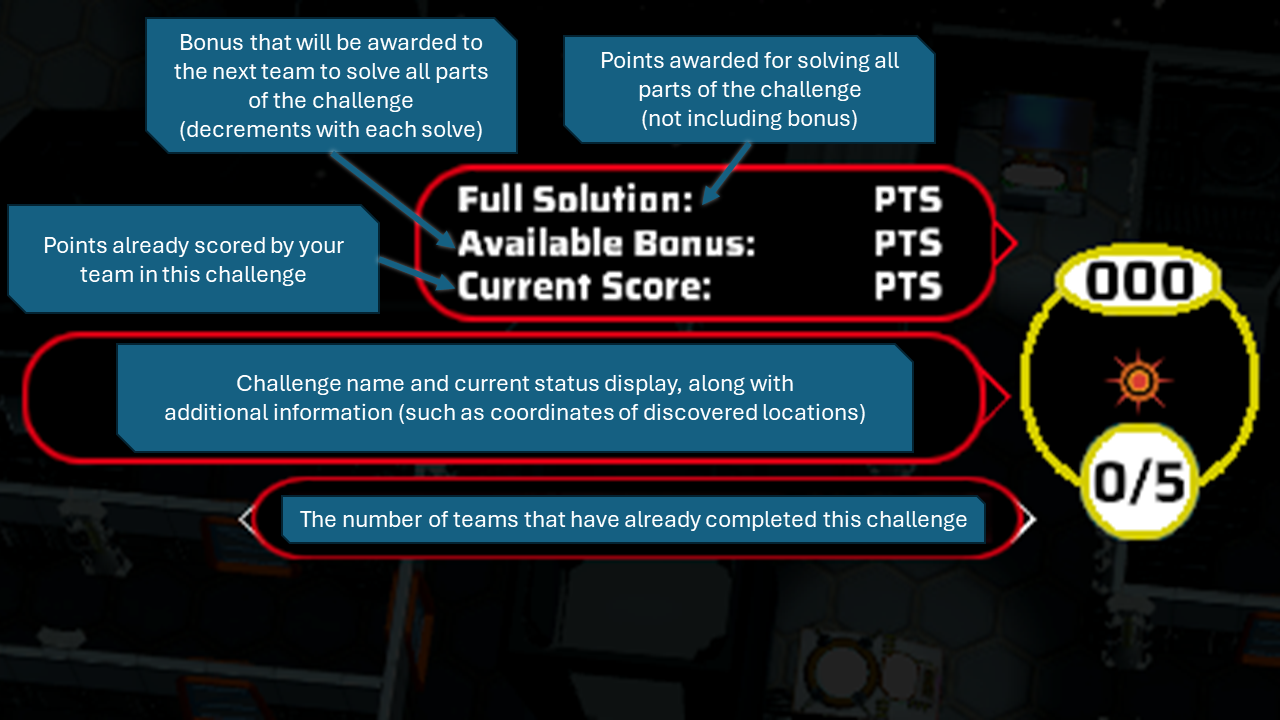 Bonus that will be awarded to
the next team to solve all parts
of the challenge
(decrements with each solve)
Points awarded for solving all
parts of the challenge
(not including bonus)
Points already scored by your
team in this challenge
Full Solution: PTS
Available Bonus: PTS
Current Score: PTS
000
0/5
Challenge name and current status display, along with
additional information (such as coordinates of discovered locations)
The number of teams that have already completed this challenge